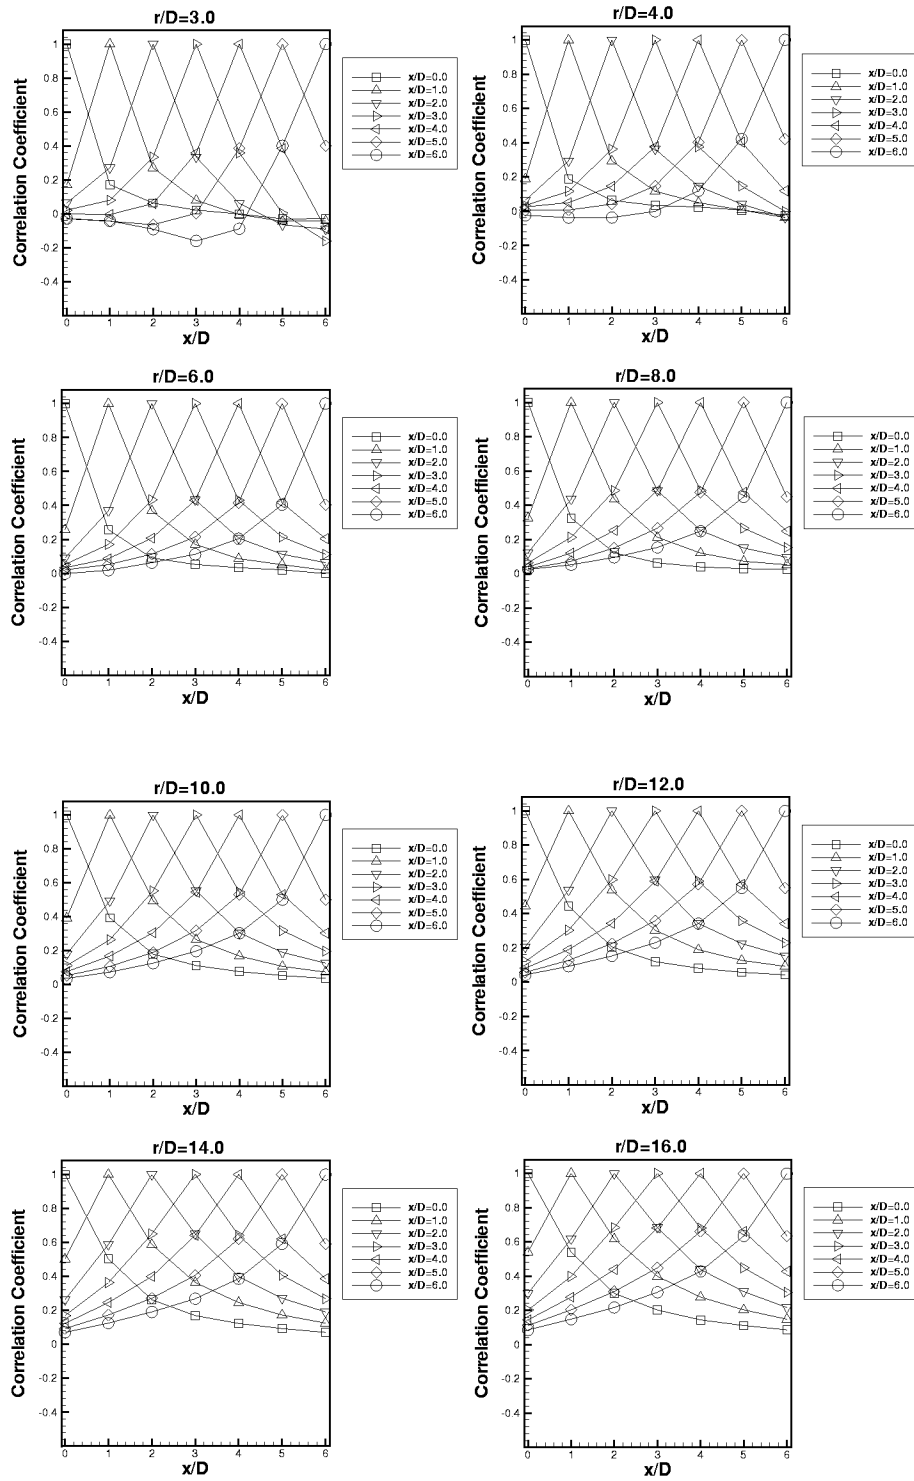 r/D=3.0
Correlation Coefficient
1
0.8
0.6
0.4
0.2
0
-0.2
-0.4
0 1 2 3 4 5 6
x/D
x/D=0.0
x/D=1.0
x/D=2.0
x/D=3.0
x/D=4.0
x/D=5.0
x/D=6.0
r/D=4.0
Correlation Coefficient
1
0.8
0.6
0.4
0.2
0
-0.2
-0.4
0 1 2 3 4 5 6
x/D
x/D=0.0
x/D=1.0
x/D=2.0
x/D=3.0
x/D=4.0
x/D=5.0
x/D=6.0
r/D=6.0
Correlation Coefficient
1
0.8
0.6
0.4
0.2
0
-0.2
-0.4
0 1 2 3 4 5 6
x/D
x/D=0.0
x/D=1.0
x/D=2.0
x/D=3.0
x/D=4.0
x/D=5.0
x/D=6.0
r/D=8.0
Correlation Coefficient
1
0.8
0.6
0.4
0.2
0
-0.2
-0.4
0 1 2 3 4 5 6
x/D
x/D=0.0
x/D=1.0
x/D=2.0
x/D=3.0
x/D=4.0
x/D=5.0
x/D=6.0
r/D=10.0
Correlation Coefficient
1
0.8
0.6
0.4
0.2
0
-0.2
-0.4
0 1 2 3 4 5 6
x/D
x/D=0.0
x/D=1.0
x/D=2.0
x/D=3.0
x/D=4.0
x/D=5.0
x/D=6.0
r/D=12.0
Correlation Coefficient
1
0.8
0.6
0.4
0.2
0
-0.2
-0.4
0 1 2 3 4 5 6
x/D
x/D=0.0
x/D=1.0
x/D=2.0
x/D=3.0
x/D=4.0
x/D=5.0
x/D=6.0
r/D=14.0
Correlation Coefficient
1
0.8
0.6
0.4
0.2
0
-0.2
-0.4
0 1 2 3 4 5 6
x/D
x/D=0.0
x/D=1.0
x/D=2.0
x/D=3.0
x/D=4.0
x/D=5.0
x/D=6.0
r/D=16.0
Correlation Coefficient
1
0.8
0.6
0.4
0.2
0
-0.2
-0.4
0 1 2 3 4 5 6
x/D
x/D=0.0
x/D=1.0
x/D=2.0
x/D=3.0
x/D=4.0
x/D=5.0
x/D=6.0